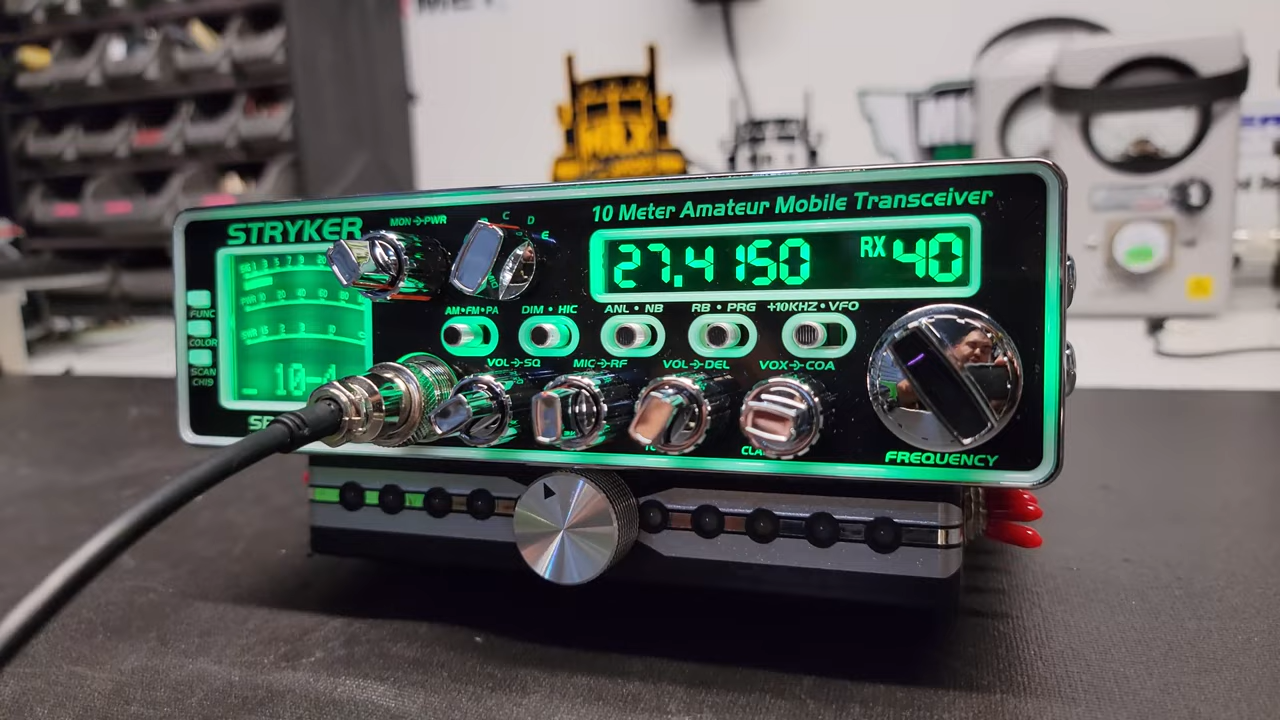 STRYKER
MON→PWR
C D E
10 Meter Amateur Mobile Transceiver
27.4150 RX 40
AM•FM•PA DIM • HIC ANL • NB RB • PRG +10KHZ • VFO
VOL→SQ MIC→RF VOL→DEL VOX→COA
FUNC
COLOR
SCAN
CH19
FREQUENCY